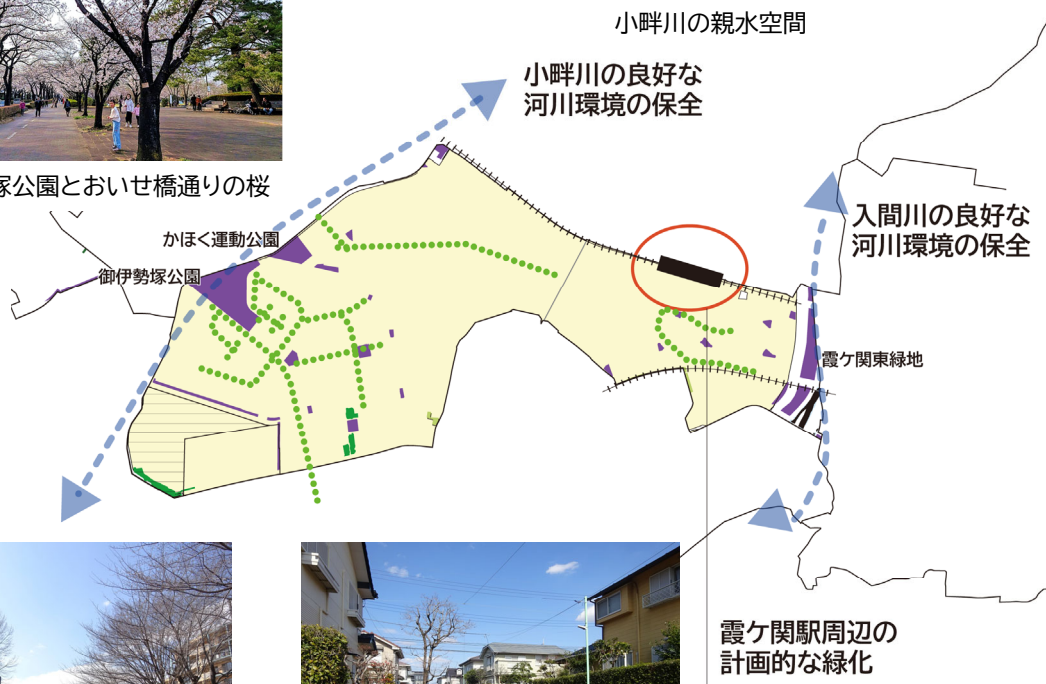 小畔川の親水空間
小畔川の良好な
河川環境の保全
塚公園とおいせ橋通りの桜
入間川の良好な
河川環境の保全
かほく運動公園
御伊勢塚公園
霞ケ関東緑地
霞ケ関駅周辺の
計画的な緑化